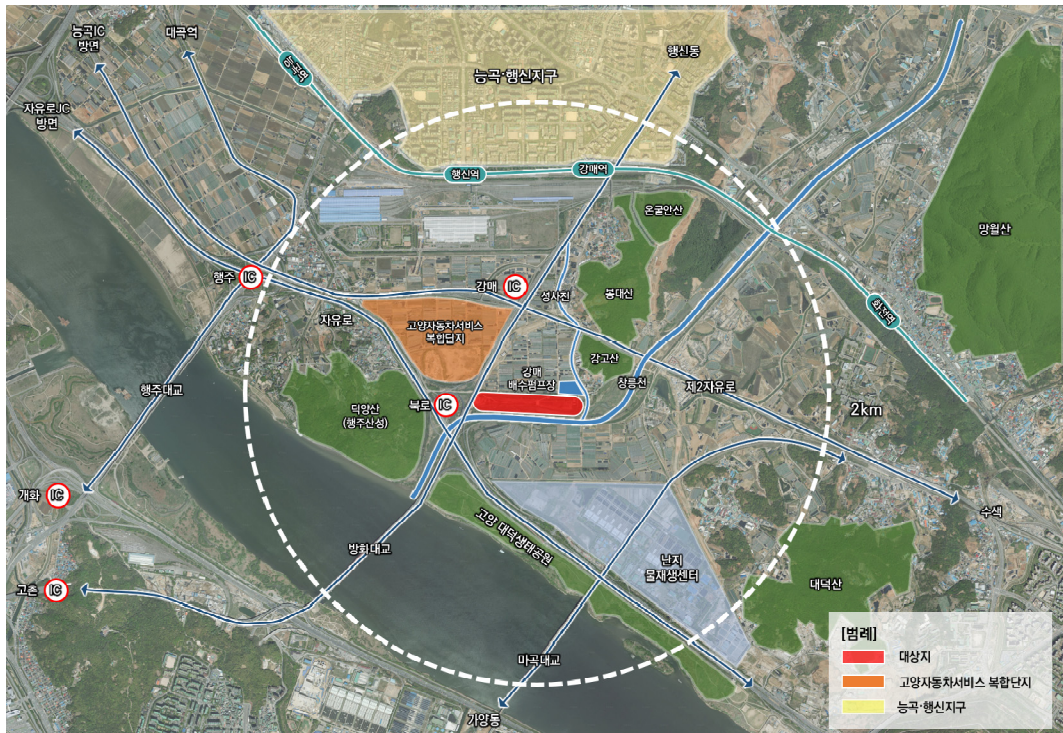 능곡IC
방면
대곡역
행신동
능곡역
능곡·행신지구
자유로JC
방면
행신역
강매역
온굴안산
망월산
행주
IC
강매
IC
성사천
봉대산
화전역
자유로
고양자동차서비스
복합단지
강매
배수펌프장
강고산
창릉천
제2자유로
행주대교
덕양산
(행주산성)
북로
IC
2km
개화
IC
수색
방화대교
고양 대덕생태공원
난지
물재생센터
고촌
IC
대덕산
마곡대교
가양동
[범례]
대상지
고양자동차서비스 복합단지
능곡·행신지구